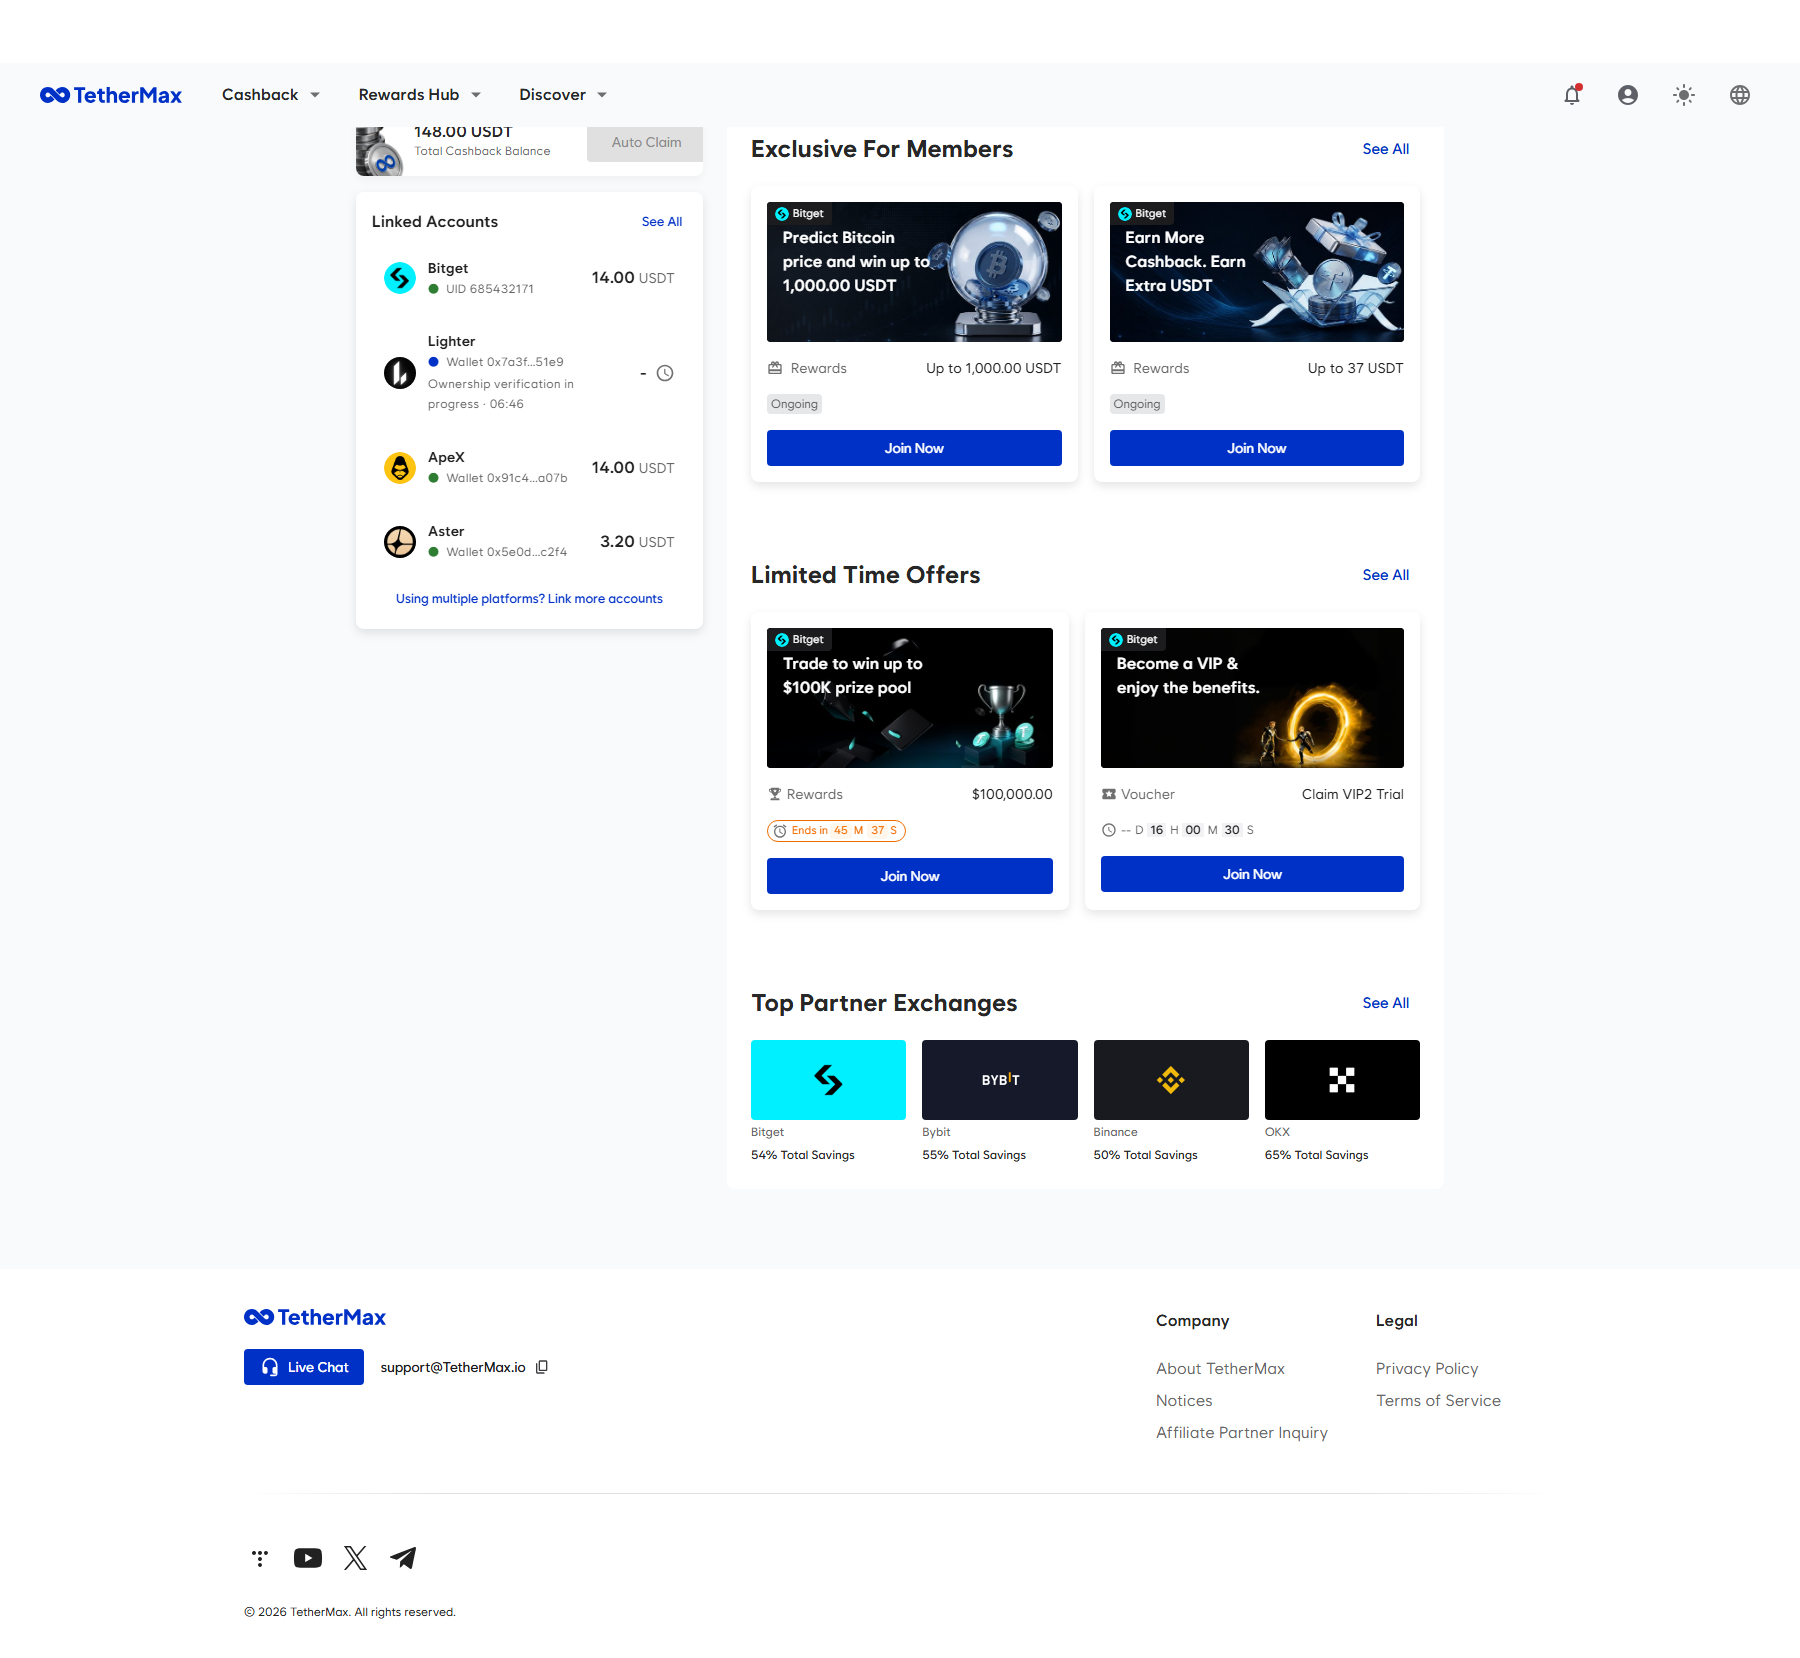 TetherMax
Cashback
Rewards Hub
Discover
148.00 USDT
Total Cashback Balance
Auto Claim
Linked Accounts
See All
Bitget
UID 685432171
14.00 USDT
Lighter
Wallet 0x7a3f...51e9
Ownership verification in
progress · 06:46
-
ApeX
Wallet 0x91c4...a07b
14.00 USDT
Aster
Wallet 0x5e0d...c2f4
3.20 USDT
Using multiple platforms? Link more accounts
Exclusive For Members
See All
Bitget
Predict Bitcoin
price and win up to
1,000.00 USDT
Rewards
Up to 1,000.00 USDT
Ongoing
Join Now
Bitget
Earn More
Cashback. Earn
Extra USDT
Rewards
Up to 37 USDT
Ongoing
Join Now
Limited Time Offers
See All
Bitget
Trade to win up to
$100K prize pool
Rewards
$100,000.00
Ends in 45 M 37 S
Join Now
Bitget
Become a VIP &
enjoy the benefits.
Voucher
Claim VIP2 Trial
-- D 16 H 00 M 30 S
Join Now
Top Partner Exchanges
See All
BYBIT
Bitget
54% Total Savings
Bybit
55% Total Savings
Binance
50% Total Savings
OKX
65% Total Savings
TetherMax
Live Chat
support@TetherMax.io
Company
About TetherMax
Notices
Affiliate Partner Inquiry
Legal
Privacy Policy
Terms of Service
© 2026 TetherMax. All rights reserved.